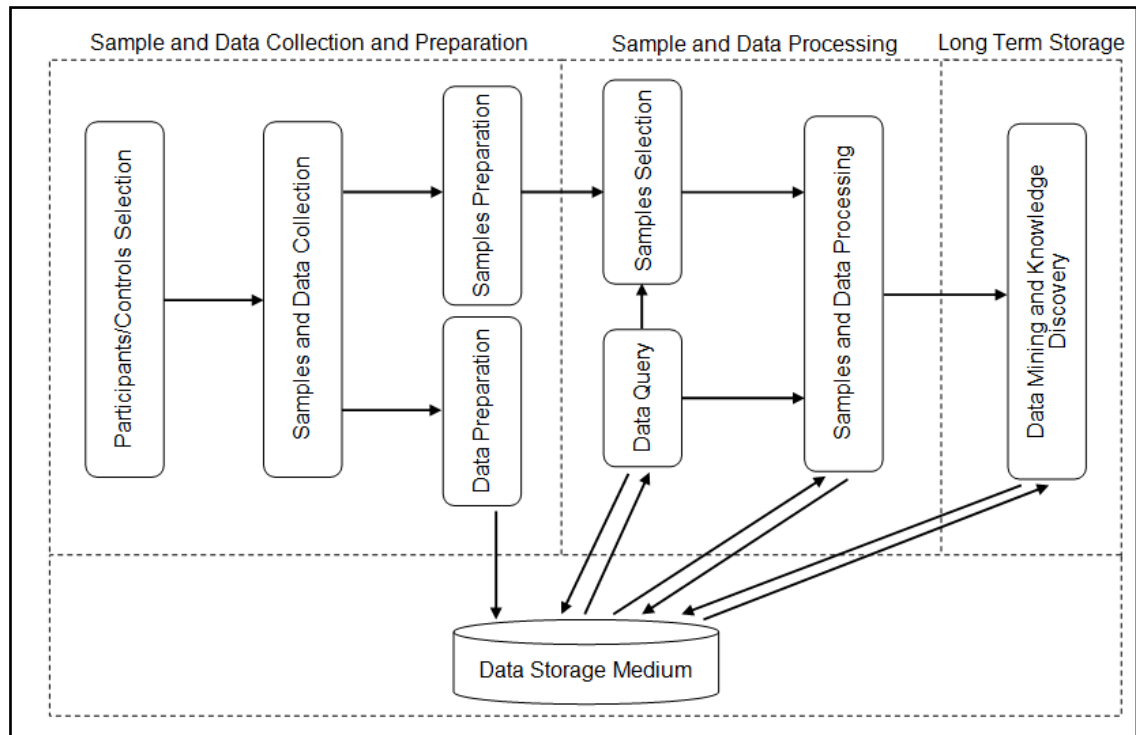 Sample and Data Collection and Preparation
Sample and Data Processing
Long Term Storage
Participants/Controls Selection
Samples and Data Collection
Samples Preparation
Data Preparation
Samples Selection
Data Query
Samples and Data Processing
Data Mining and Knowledge
Discovery
Data Storage Medium